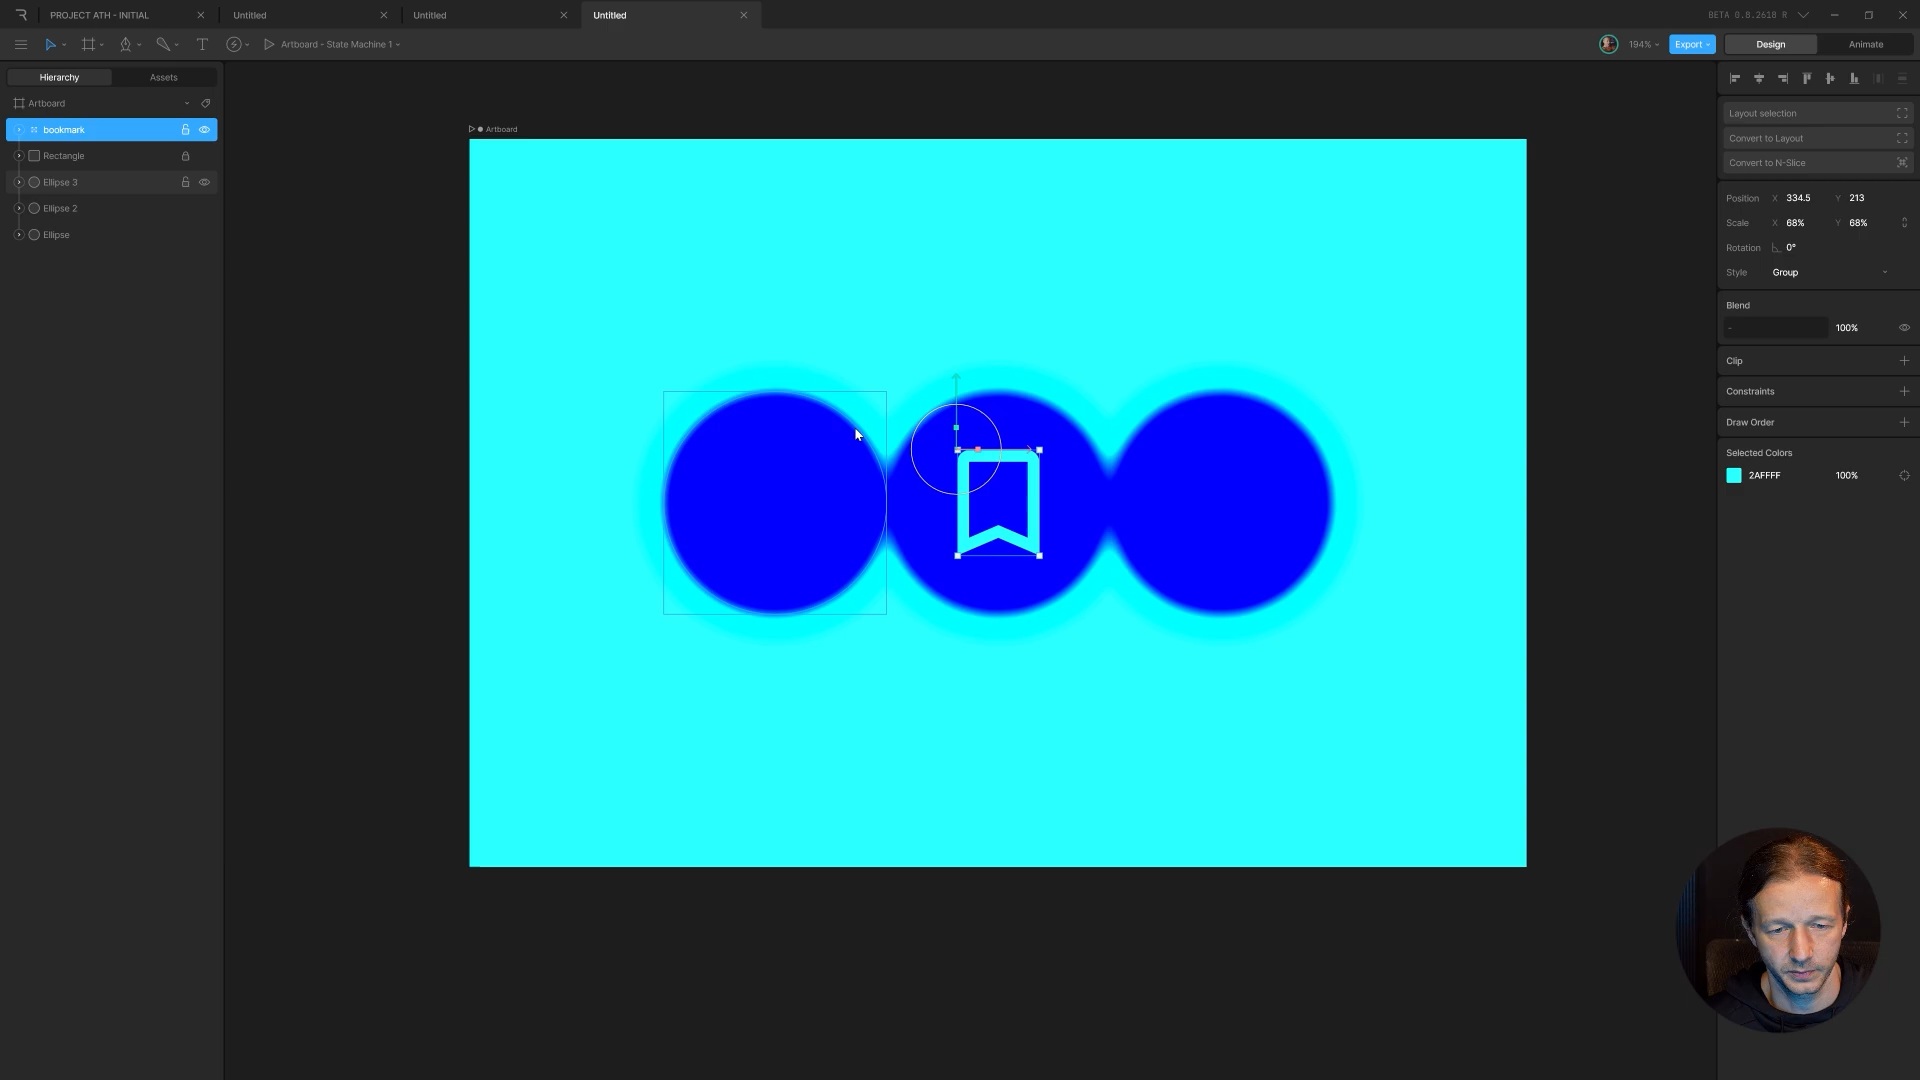 PROJECT ATH - INITIAL
Untitled
Untitled
Untitled
BETA 0.8.2618 R
Artboard - State Machine 1
194%
Export
Design
Animate
Hierarchy
Assets
Artboard
bookmark
Rectangle
Ellipse 3
Ellipse 2
Ellipse
Artboard
Layout selection
Convert to Layout
Convert to N-Slice
Position X 334.5 Y 213
Scale X 68% Y 68%
Rotation 0°
Style Group
Blend
- 100%
Clip
Constraints
Draw Order
Selected Colors
2AFFFF 100%